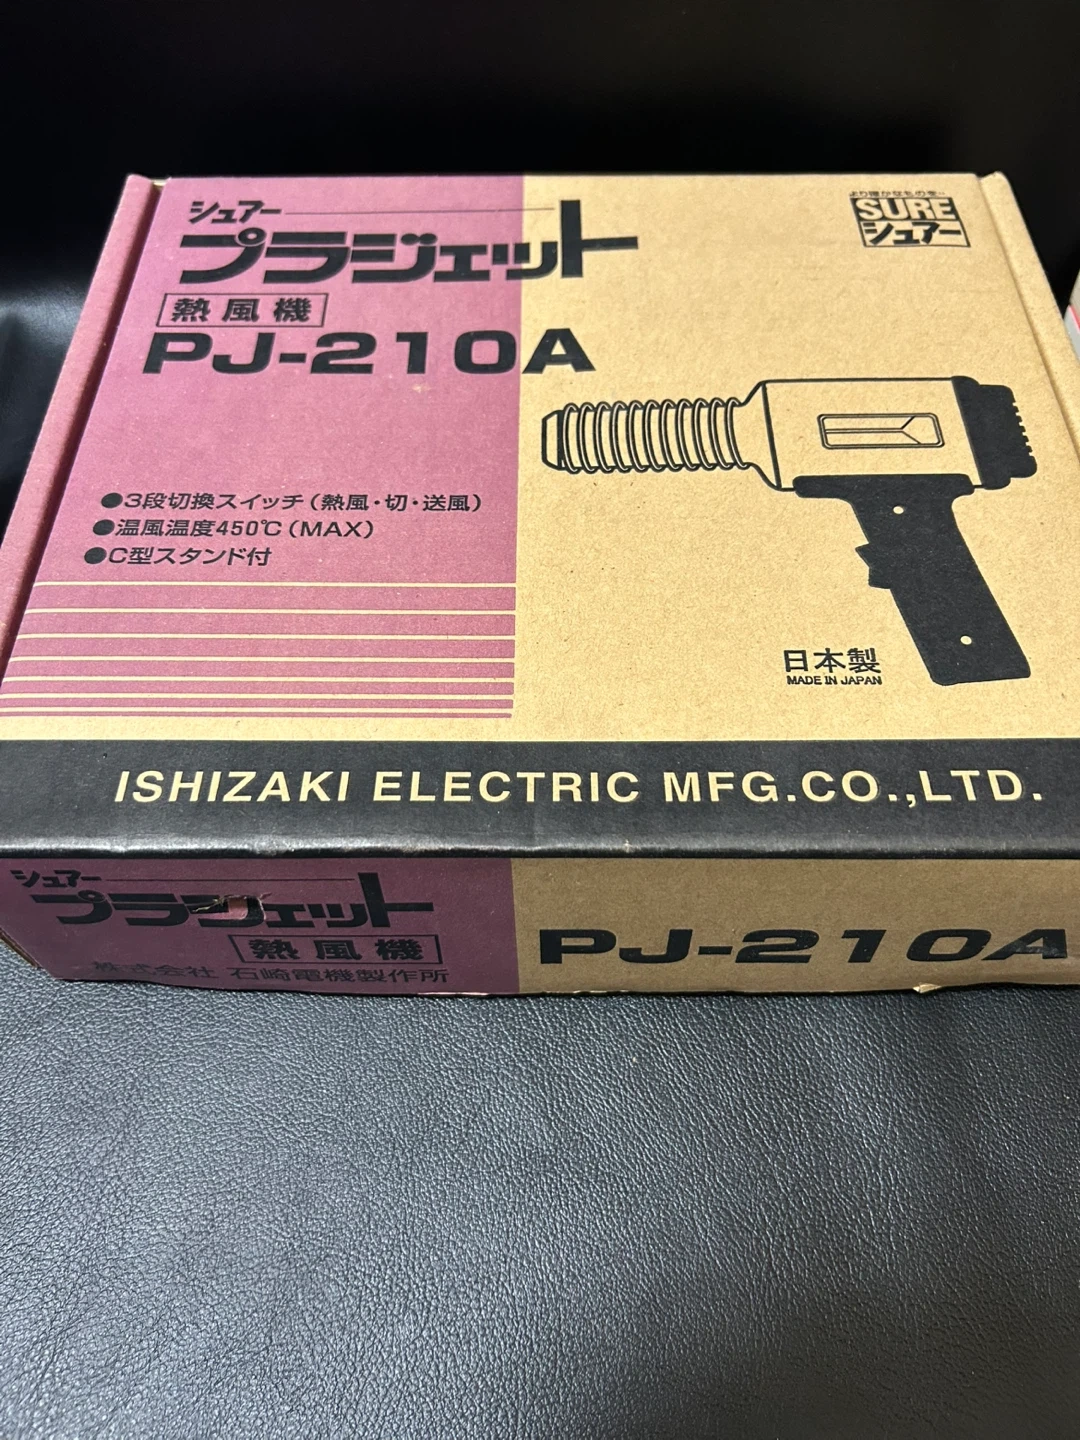 シュアー
プラジェット
熱風機
PJ-210A
より確かなものを‥
SURE
シュアー
●3段切換スイッチ(熱風・切・送風)
●温風温度450℃(MAX)
●C型スタンド付
日本製
MADE IN JAPAN
ISHIZAKI ELECTRIC MFG.CO.,LTD.
シュアー
プラジェット
熱風機
株式会社 石崎電機製作所
PJ-210A